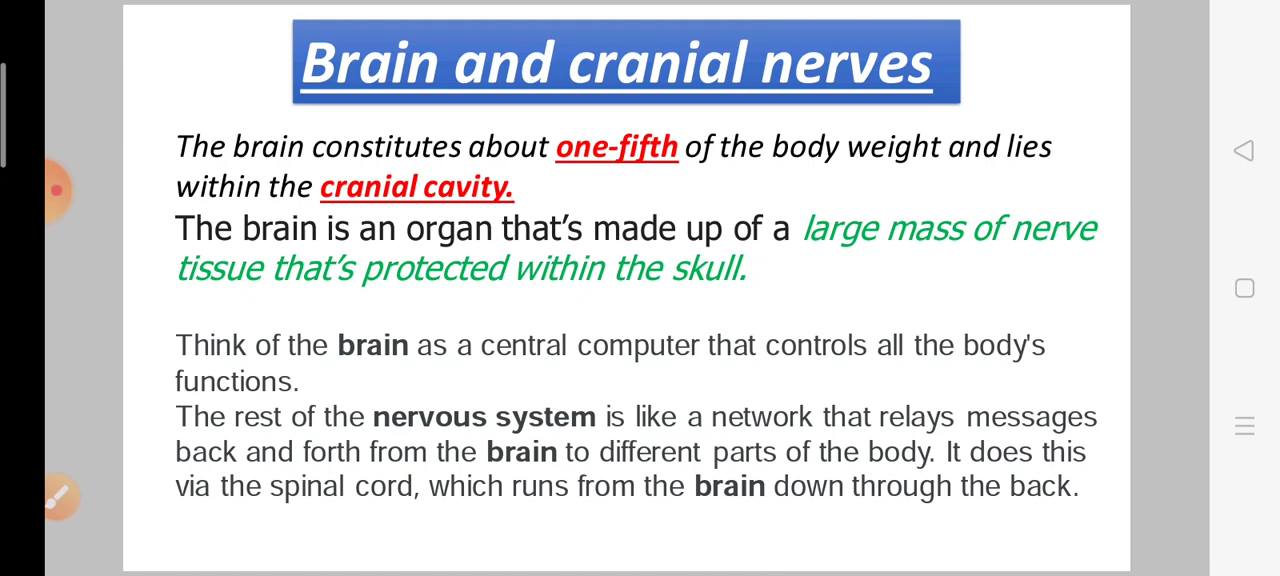 Brain and cranial nerves
The brain constitutes about one-fifth of the body weight and lies
within the cranial cavity.
The brain is an organ that's made up of a large mass of nerve
tissue that's protected within the skull.
Think of the brain as a central computer that controls all the body's
functions.
The rest of the nervous system is like a network that relays messages
back and forth from the brain to different parts of the body. It does this
via the spinal cord, which runs from the brain down through the back.